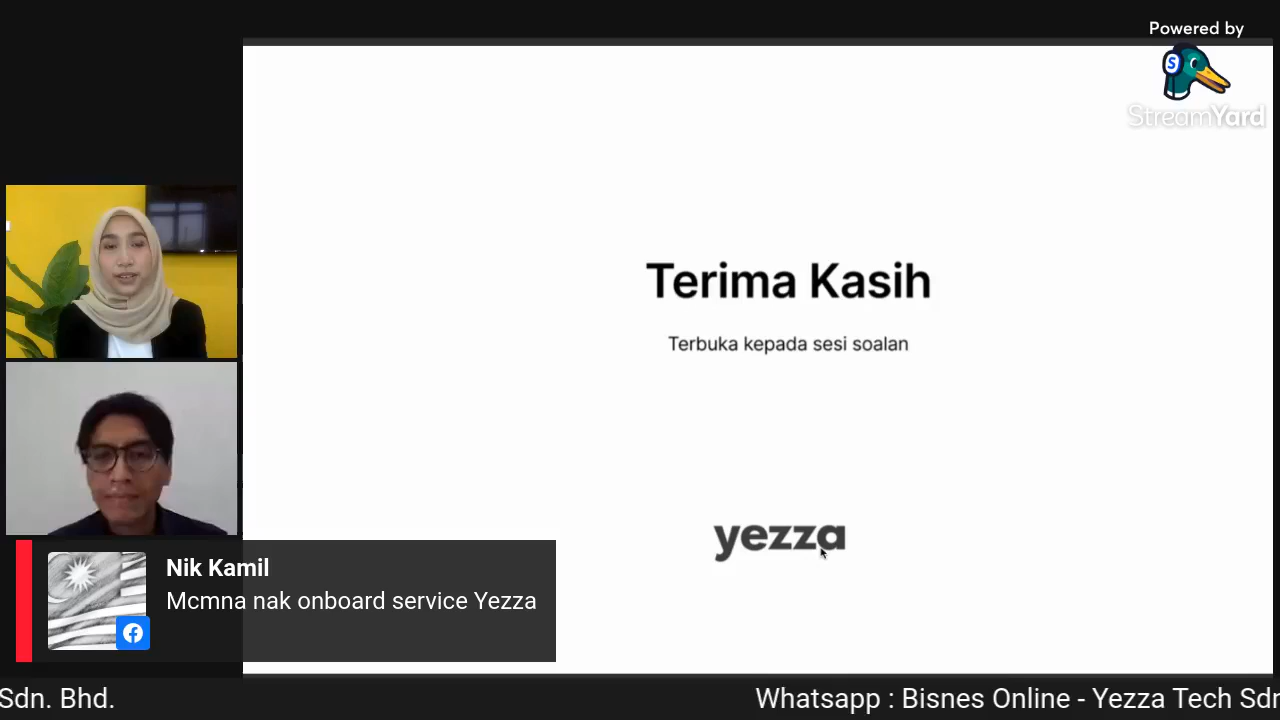 Powered by
S
StreamYard
Terima Kasih
Terbuka kepada sesi soalan
yezza
Nik Kamil
Mcmna nak onboard service Yezza
Sdn. Bhd.
Whatsapp : Bisnes Online - Yezza Tech Sdn